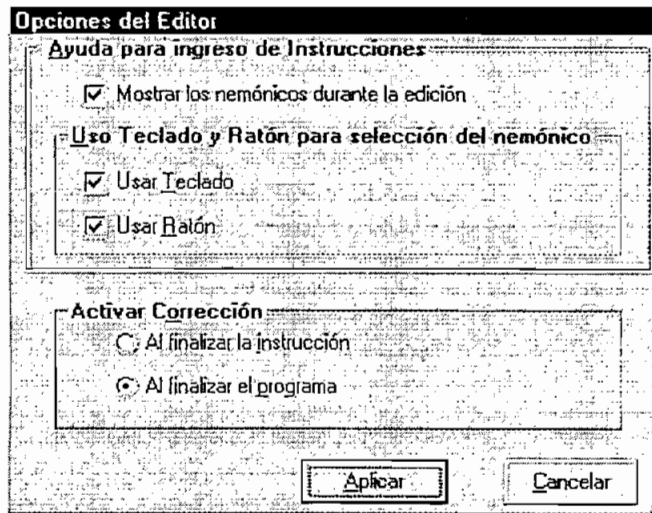 Opciones del Editor
Ayuda para ingreso de Instrucciones
Mostrar los nemónicos durante la edición
Uso Teclado y Ratón para selección del nemónico
Usar Teclado
Usar Ratón
Activar Corrección
Al finalizar la instrucción
Al finalizar el programa
Aplicar Cancelar